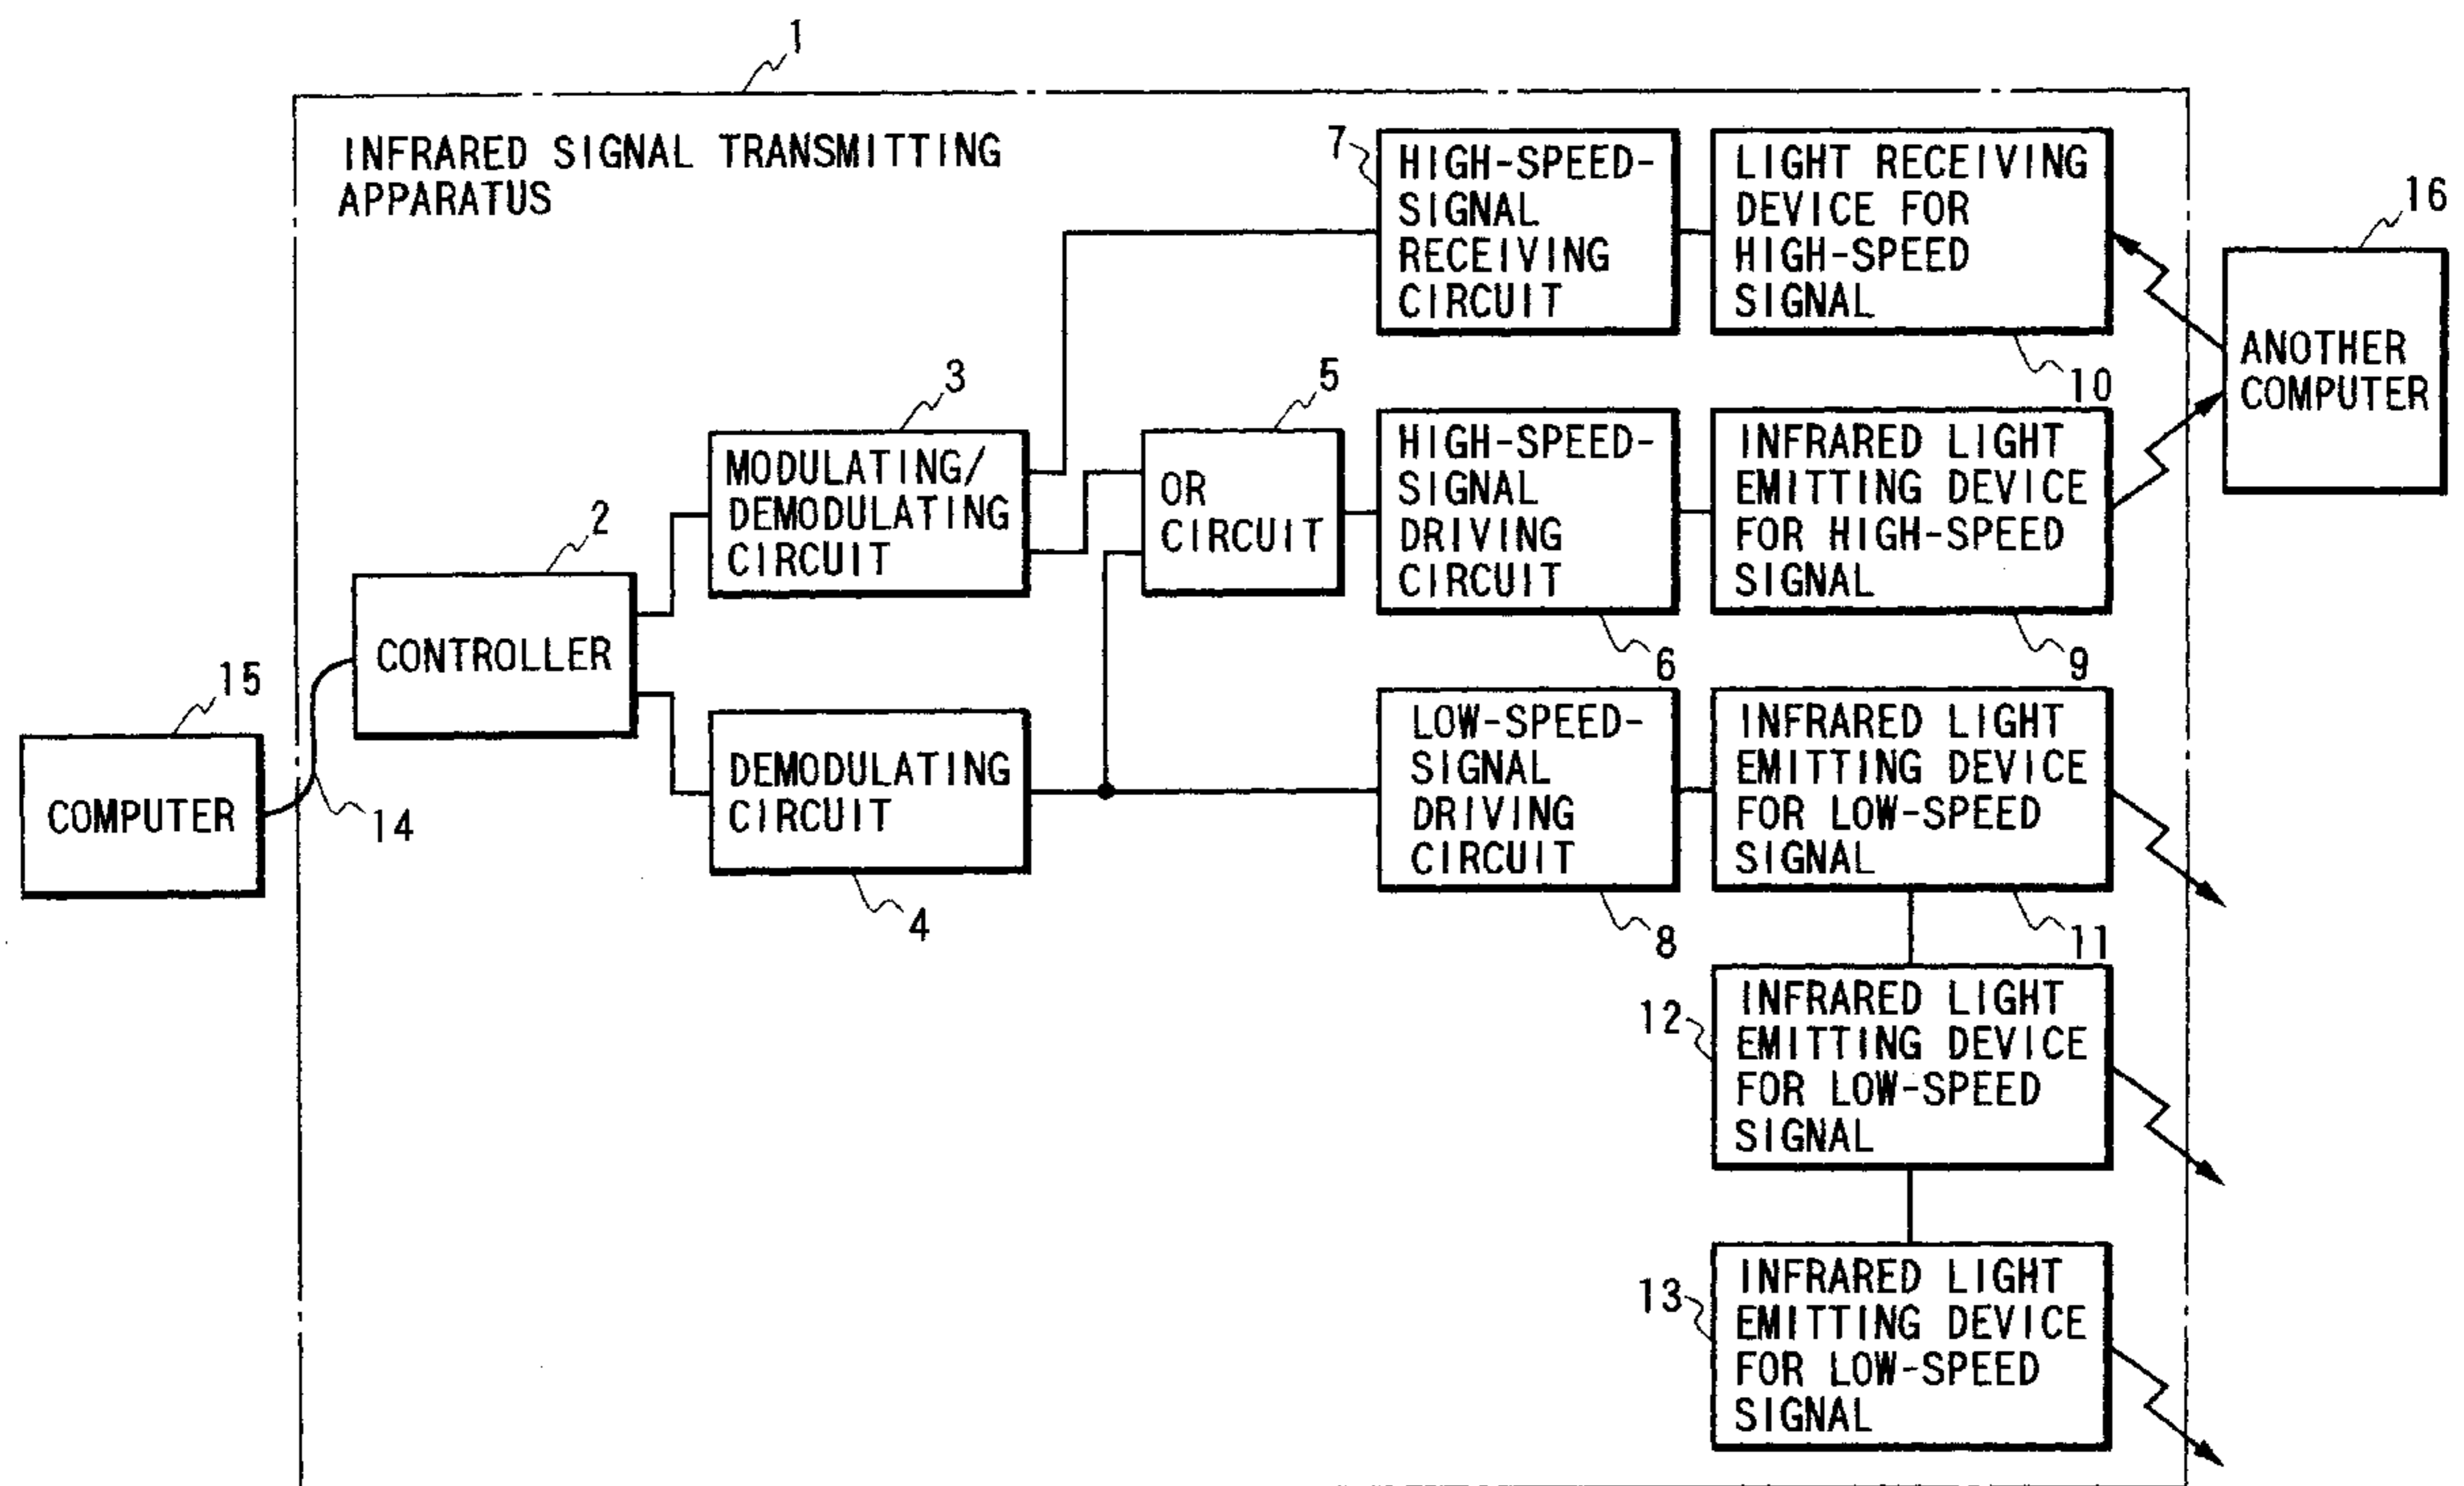 1
INFRARED SIGNAL TRANSMITTING
APPARATUS
7
HIGH-SPEED-
SIGNAL
RECEIVING
CIRCUIT
LIGHT RECEIVING
DEVICE FOR
HIGH-SPEED
SIGNAL
10
16
ANOTHER
COMPUTER
3
MODULATING/
DEMODULATING
CIRCUIT
5
OR
CIRCUIT
HIGH-SPEED-
SIGNAL
DRIVING
CIRCUIT
6
INFRARED LIGHT
EMITTING DEVICE
FOR HIGH-SPEED
SIGNAL
9
2
CONTROLLER
15
COMPUTER
14
DEMODULATING
CIRCUIT
4
LOW-SPEED-
SIGNAL
DRIVING
CIRCUIT
8
INFRARED LIGHT
EMITTING DEVICE
FOR LOW-SPEED
SIGNAL
11
12
INFRARED LIGHT
EMITTING DEVICE
FOR LOW-SPEED
SIGNAL
13
INFRARED LIGHT
EMITTING DEVICE
FOR LOW-SPEED
SIGNAL